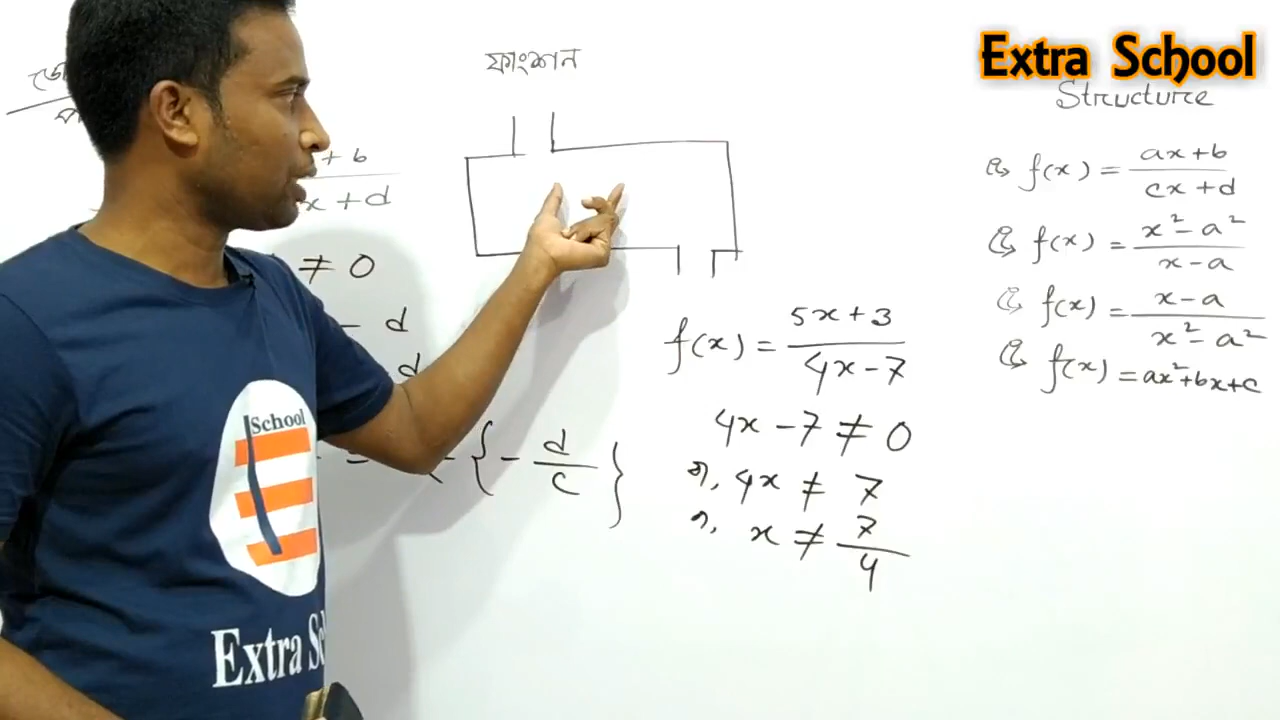 Extra School
ফাংশন
Structure
+ b
x + d
≠ 0
- d
- d
{- d/c}
f(x) = 5x + 3 / 4x - 7
4x - 7 ≠ 0
বা, 4x ≠ 7
বা, x ≠ 7/4
f(x) = ax + b / cx + d
f(x) = x² - a² / x - a
f(x) = x - a / x² - a²
f(x) = ax² + bx + c
School
Extra Sc